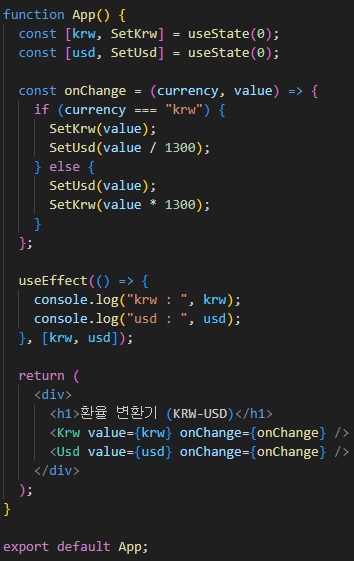 function App() {
  const [krw, SetKrw] = useState(0);
  const [usd, SetUsd] = useState(0);

  const onChange = (currency, value) => {
    if (currency === "krw") {
      SetKrw(value);
      SetUsd(value / 1300);
    } else {
      SetUsd(value);
      SetKrw(value * 1300);
    }
  };

  useEffect(() => {
    console.log("krw : ", krw);
    console.log("usd : ", usd);
  }, [krw, usd]);

  return (
    <div>
      <h1>환율 변환기 (KRW-USD)</h1>
      <Krw value={krw} onChange={onChange} />
      <Usd value={usd} onChange={onChange} />
    </div>
  );
}

export default App;